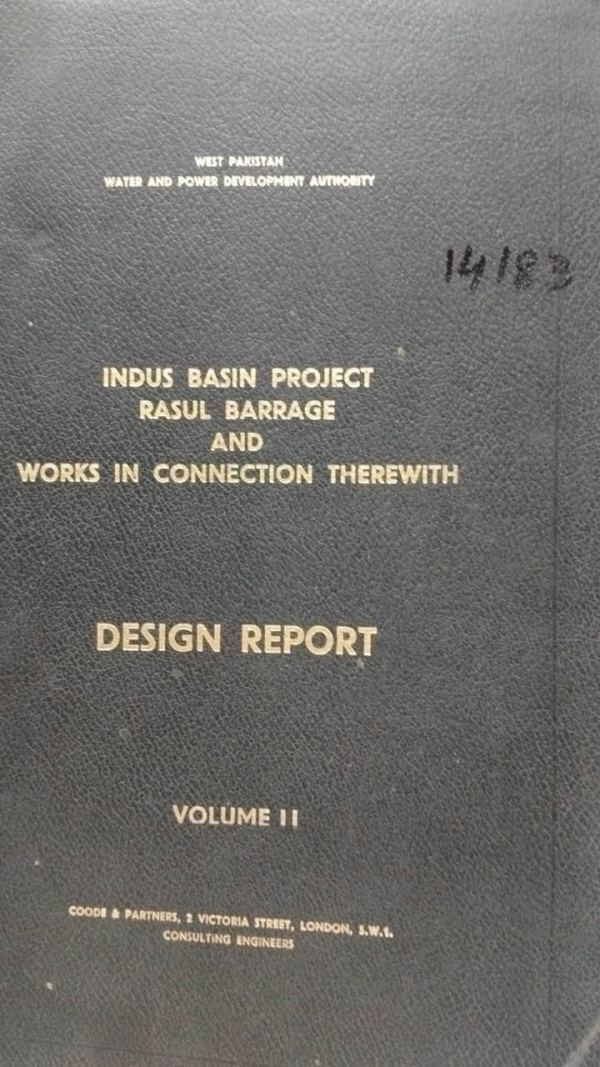 WEST PAKISTAN
WATER AND POWER DEVELOPMENT AUTHORITY
14183
INDUS BASIN PROJECT
RASUL BARRAGE
AND
WORKS IN CONNECTION THEREWITH
DESIGN REPORT
VOLUME II
COODE & PARTNERS, 2 VICTORIA STREET, LONDON, S.W.1.
CONSULTING ENGINEERS